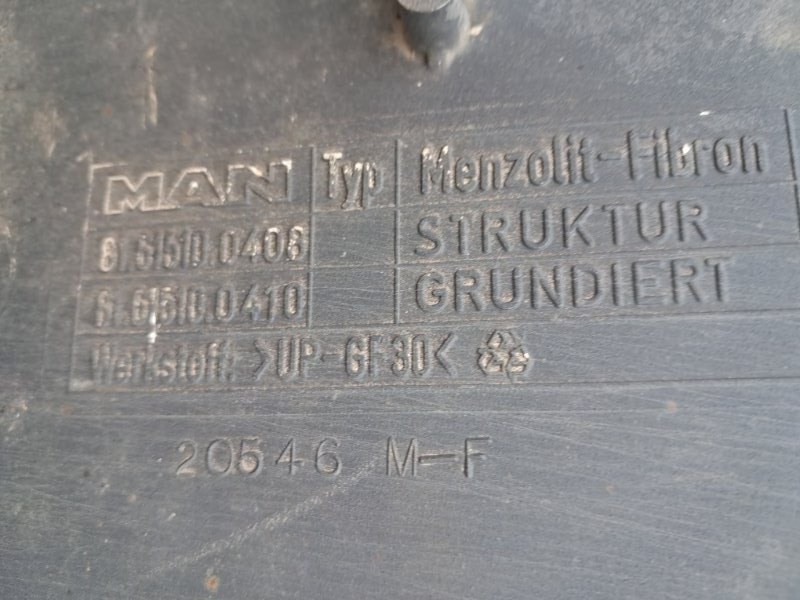 MAN Typ Menzolit-Fibron
81.61510.0408 STRUKTUR
81.61510.0410 GRUNDIERT
Werkstoff: >UP-GF30<
20546 M-F